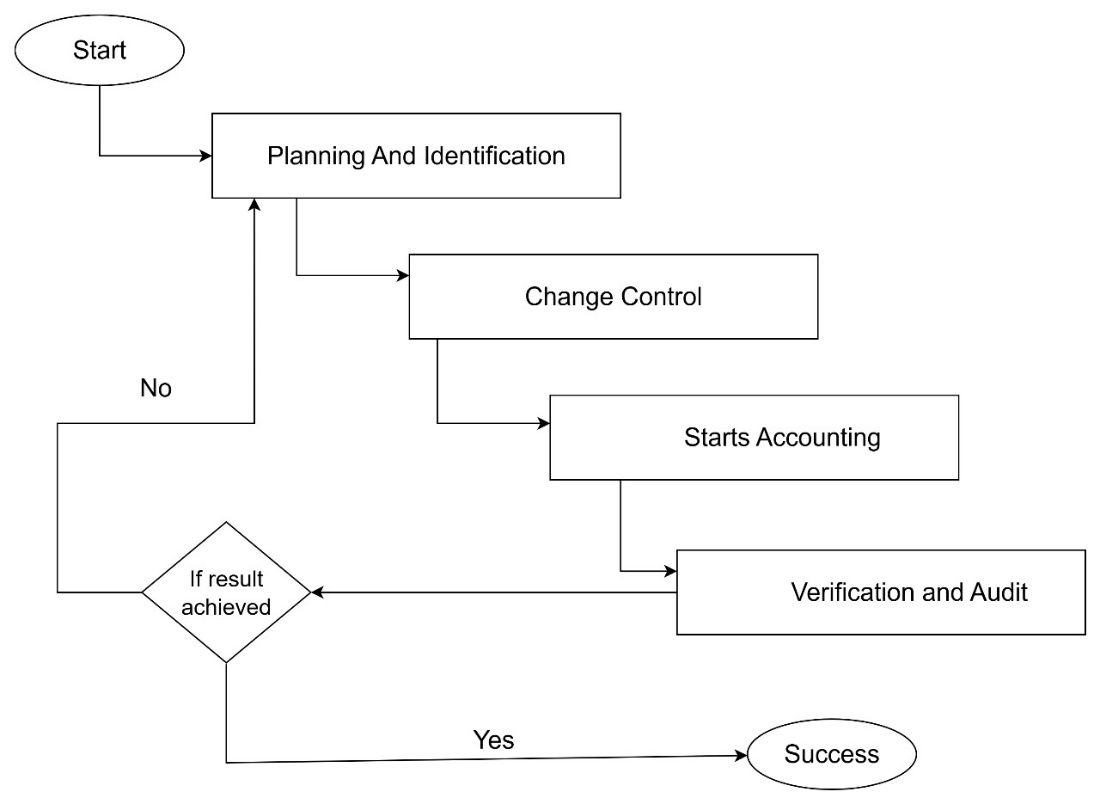 Start
Planning And Identification
Change Control
No
Starts Accounting
If result
achieved
Verification and Audit
Yes
Success